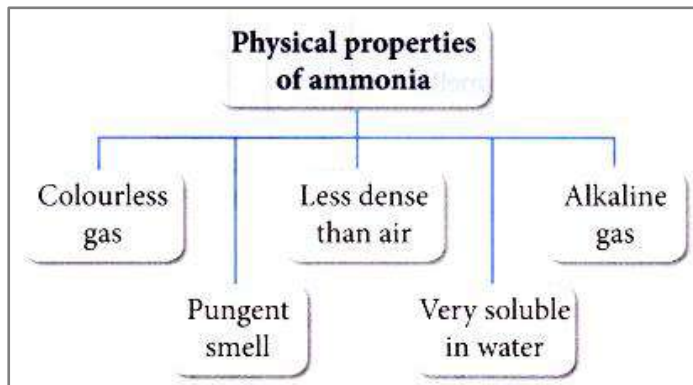 Physical properties
of ammonia
Colourless
gas
Less dense
than air
Alkaline
gas
Pungent
smell
Very soluble
in water